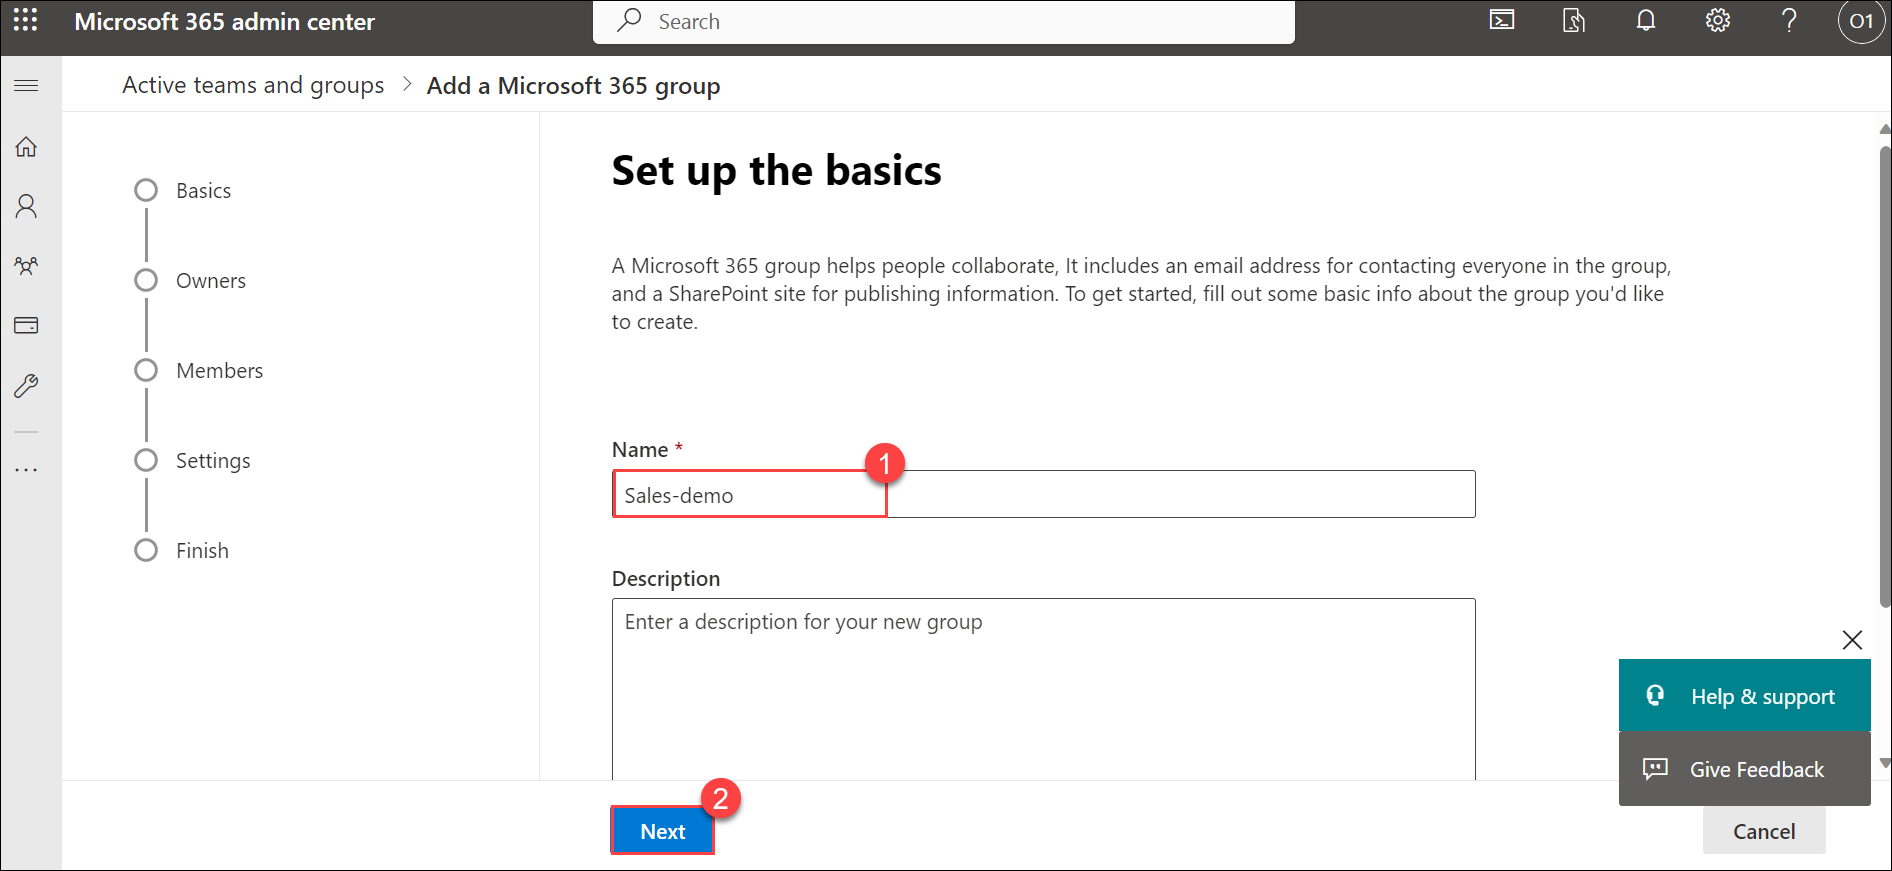 Microsoft 365 admin center
Search
O1
Active teams and groups > Add a Microsoft 365 group
Basics
Owners
Members
Settings
Finish
Set up the basics
A Microsoft 365 group helps people collaborate, It includes an email address for contacting everyone in the group,
and a SharePoint site for publishing information. To get started, fill out some basic info about the group you'd like
to create.
Name *
1
Sales-demo
Description
Enter a description for your new group
Help & support
Give Feedback
2
Next
Cancel